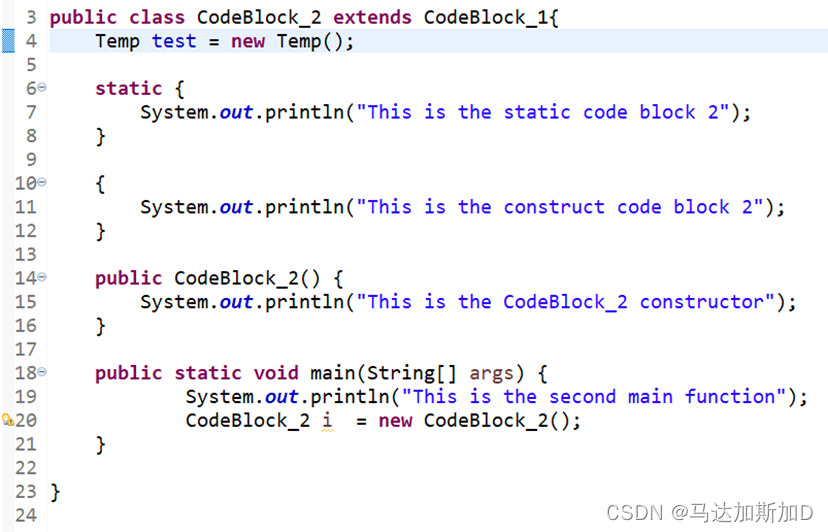 3 public class CodeBlock_2 extends CodeBlock_1{
4     Temp test = new Temp();
5
6     static {
7         System.out.println("This is the static code block 2");
8     }
9
10     {
11         System.out.println("This is the construct code block 2");
12     }
13
14     public CodeBlock_2() {
15         System.out.println("This is the CodeBlock_2 constructor");
16     }
17
18     public static void main(String[] args) {
19             System.out.println("This is the second main function");
20             CodeBlock_2 i  = new CodeBlock_2();
21     }
22
23 }
24
CSDN @马达加斯加D